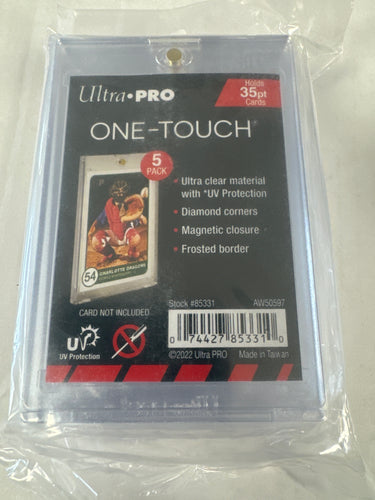 Ultra•PRO
Holds
35pt
Cards
ONE-TOUCH®
5
PACK
• Ultra clear material
with *UV Protection
• Diamond corners
• Magnetic closure
• Frosted border
54
CHARLOTTE DRAGONS
CARD NOT INCLUDED
Stock #85331
AW50597
0 74427 85331 0
UV
UV Protection
©2022 Ultra PRO
Made in Taiwan